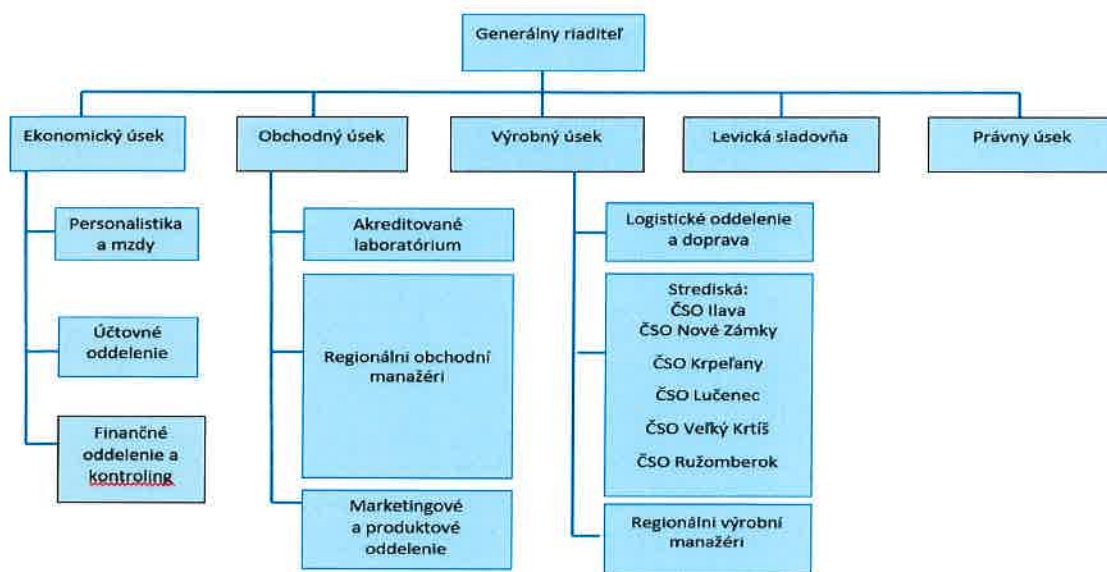 Generálny riaditeľ
Ekonomický úsek
Obchodný úsek
Výrobný úsek
Levická sladovňa
Právny úsek
Personalistika
a mzdy
Účtovné
oddelenie
Finančné
oddelenie a
kontroling
Akreditované
laboratórium
Regionálni obchodní
manažéri
Marketingové
a produktové
oddelenie
Logistické oddelenie
a doprava
Strediská:
ČSO Ilava
ČSO Nové Zámky
ČSO Krpeľany
ČSO Lučenec
ČSO Veľký Krtíš
ČSO Ružomberok
Regionálni výrobní
manažéri